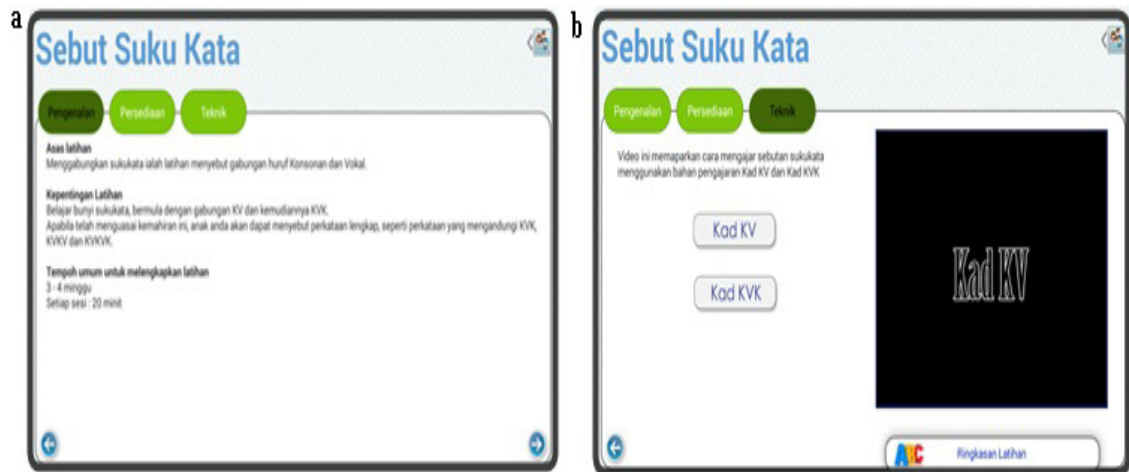 a
Sebut Suku Kata
Pengenalan Persediaan Teknik
Asas latihan
Menggabungkan sukukata ialah latihan menyebut gabungan huruf Konsonan dan Vokal.
Kepentingan Latihan
Belajar bunyi sukukata, bermula dengan gabungan KV dan kemudiannya KVK.
Apabila telah menguasai kemahiran ini, anak anda akan dapat menyebut perkataan lengkap, seperti perkataan yang mengandungi KVK,
KVKV dan KVKVK.
Tempoh umum untuk melengkapkan latihan
3 - 4 minggu
Setiap sesi : 20 minit
b
Sebut Suku Kata
Pengenalan Persediaan Teknik
Video ini memaparkan cara mengajar sebutan sukukata
menggunakan bahan pengajaran Kad KV dan Kad KVK
Kad KV
Kad KVK
Kad KV
ABC Ringkasan Latihan